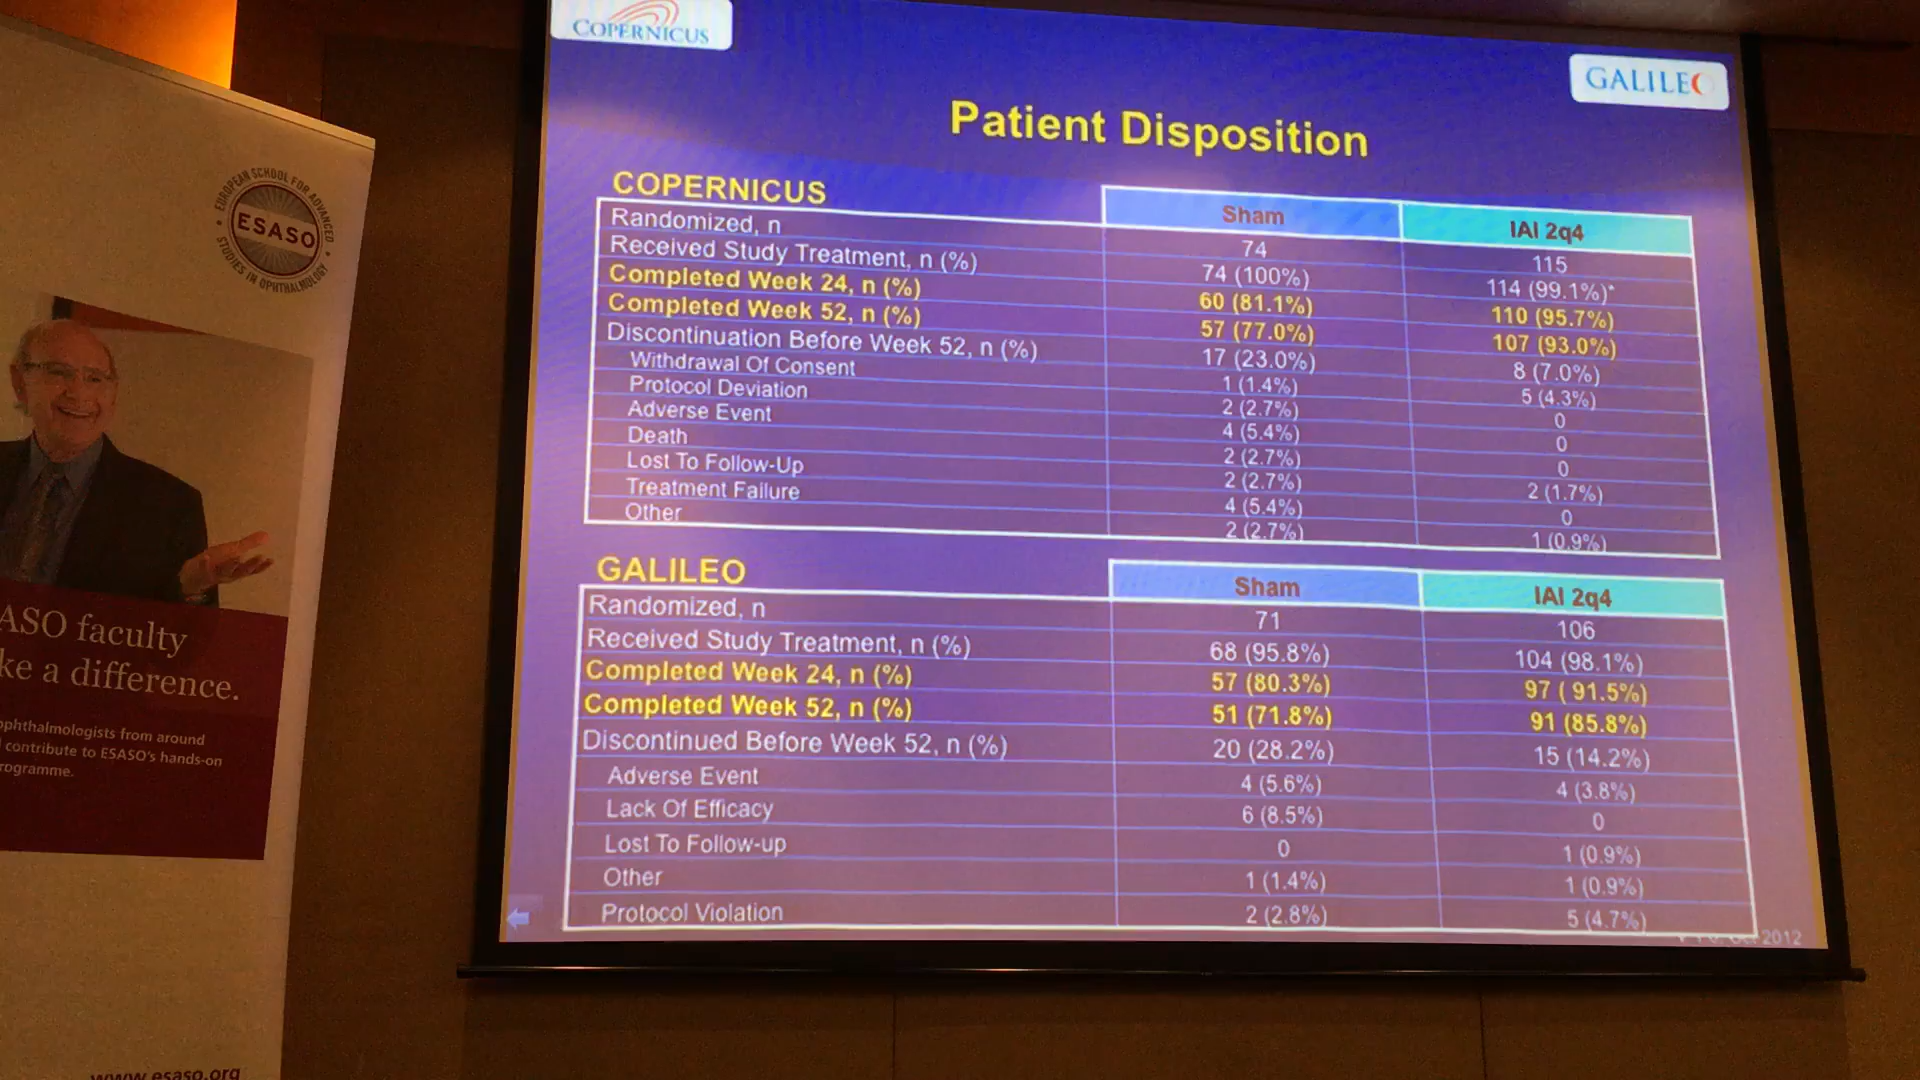 COPERNICUS
GALILEO
Patient Disposition
COPERNICUS
Sham IAI 2q4
Randomized, n 74 115
Received Study Treatment, n (%) 74 (100%) 114 (99.1%)*
Completed Week 24, n (%) 60 (81.1%) 110 (95.7%)
Completed Week 52, n (%) 57 (77.0%) 107 (93.0%)
Discontinuation Before Week 52, n (%) 17 (23.0%) 8 (7.0%)
Withdrawal Of Consent 1 (1.4%) 5 (4.3%)
Protocol Deviation 2 (2.7%) 0
Adverse Event 4 (5.4%) 0
Death 2 (2.7%) 0
Lost To Follow-Up 2 (2.7%) 2 (1.7%)
Treatment Failure 4 (5.4%) 0
Other 2 (2.7%) 1 (0.9%)
GALILEO
Sham IAI 2q4
Randomized, n 71 106
Received Study Treatment, n (%) 68 (95.8%) 104 (98.1%)
Completed Week 24, n (%) 57 (80.3%) 97 ( 91.5%)
Completed Week 52, n (%) 51 (71.8%) 91 (85.8%)
Discontinued Before Week 52, n (%) 20 (28.2%) 15 (14.2%)
Adverse Event 4 (5.6%) 4 (3.8%)
Lack Of Efficacy 6 (8.5%) 0
Lost To Follow-up 0 1 (0.9%)
Other 1 (1.4%) 1 (0.9%)
Protocol Violation 2 (2.8%) 5 (4.7%)
2012
EUROPEAN SCHOOL FOR ADVANCED
ESASO
STUDIES IN OPHTHALMOLOGY
ASO faculty
ke a difference.
ophthalmologists from around
contribute to ESASO's hands-on
rogramme.
www.esaso.org